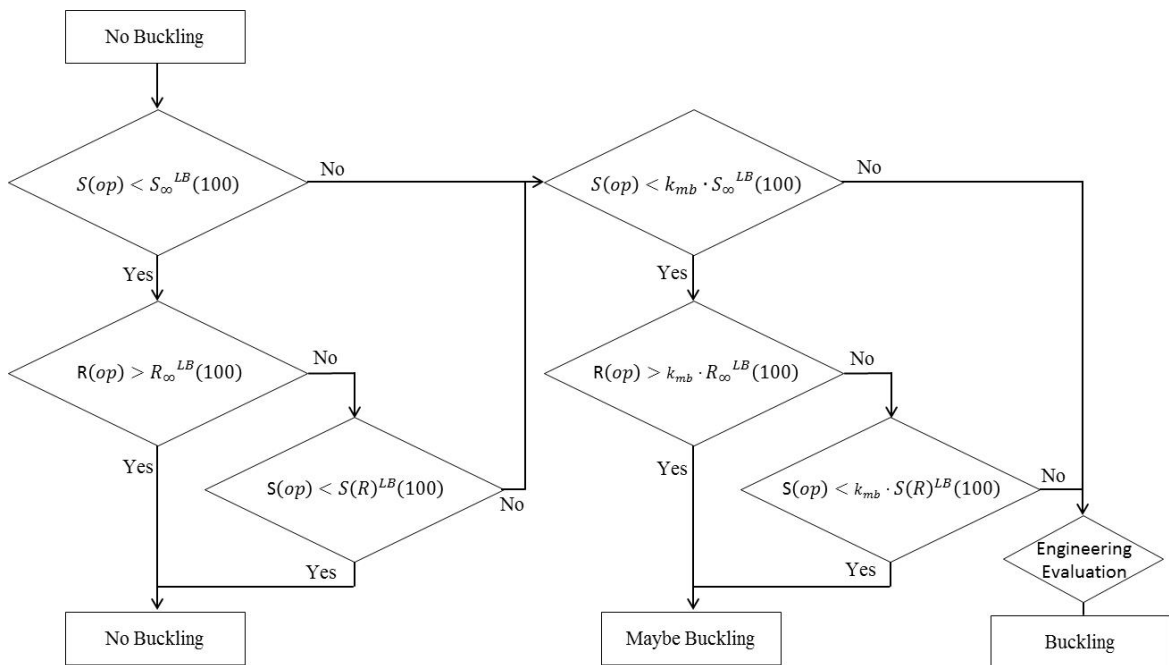 No Buckling
S(op) < S∞^LB(100)
No
Yes
R(op) > R∞^LB(100)
No
Yes
S(op) < S(R)^LB(100)
No
Yes
No Buckling
S(op) < k_mb · S∞^LB(100)
No
Yes
R(op) > k_mb · R∞^LB(100)
No
Yes
S(op) < k_mb · S(R)^LB(100)
No
Yes
Maybe Buckling
Engineering
Evaluation
Buckling